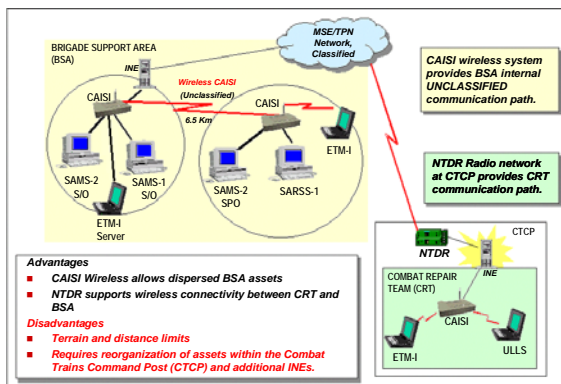 BRIGADE SUPPORT AREA
(BSA)
INE
MSE/TPN
Network,
Classified
CAISI wireless system
provides BSA internal
UNCLASSIFIED
communication path.
Wireless CAISI
(Unclassified)
6.5 Km
CAISI
CAISI
ETM-I
SAMS-2
S/O
SAMS-1
S/O
ETM-I
Server
SAMS-2
SPO
SARSS-1
NTDR Radio network
at CTCP provides CRT
communication path.
NTDR
CTCP
INE
COMBAT REPAIR
TEAM (CRT)
CAISI
ETM-I
ULLS
Advantages
CAISI Wireless allows dispersed BSA assets
NTDR supports wireless connectivity between CRT and
BSA
Disadvantages
Terrain and distance limits
Requires reorganization of assets within the Combat
Trains Command Post (CTCP) and additional INEs.